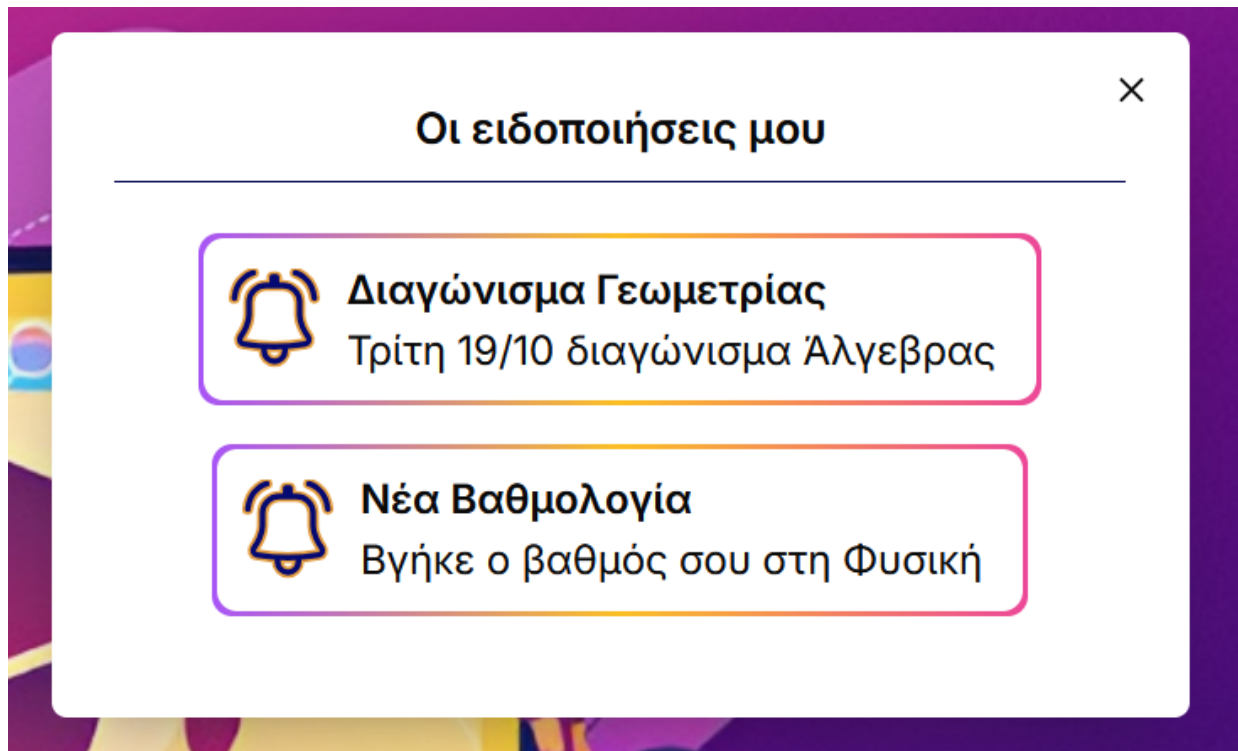 Οι ειδοποιήσεις μου
Διαγώνισμα Γεωμετρίας
Τρίτη 19/10 διαγώνισμα Άλγεβρας
Νέα Βαθμολογία
Βγήκε ο βαθμός σου στη Φυσική